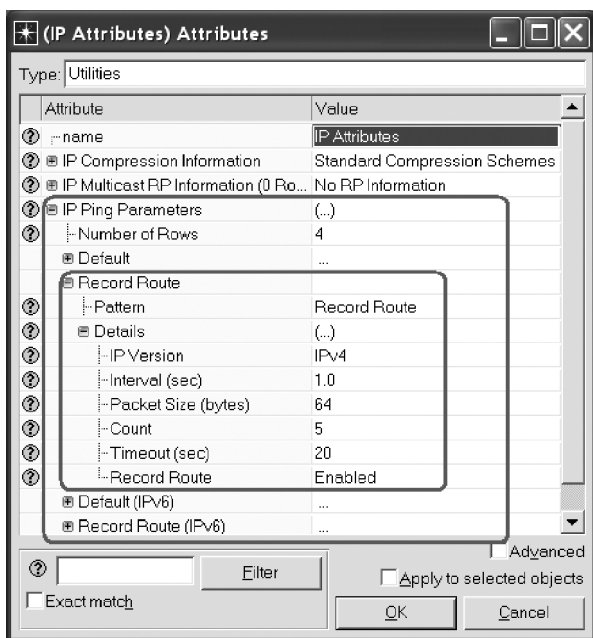 (IP Attributes) Attributes
Type: Utilities
Attribute Value
name IP Attributes
IP Compression Information Standard Compression Schemes
IP Multicast RP Information (0 Ro... No RP Information
IP Ping Parameters (...)
Number of Rows 4
Default ...
Record Route
Pattern Record Route
Details (...)
IP Version IPv4
Interval (sec) 1.0
Packet Size (bytes) 64
Count 5
Timeout (sec) 20
Record Route Enabled
Default (IPv6) ...
Record Route (IPv6) ...
Advanced
Filter
Apply to selected objects
Exact match
OK Cancel